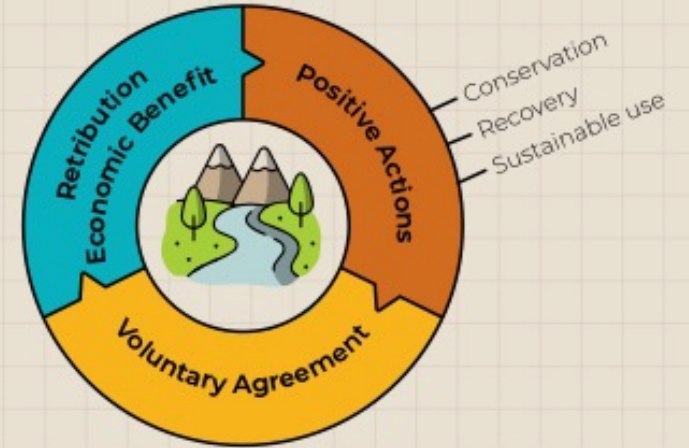 Retribution
Economic Benefit
Positive Actions
Conservation
Recovery
Sustainable use
Voluntary Agreement